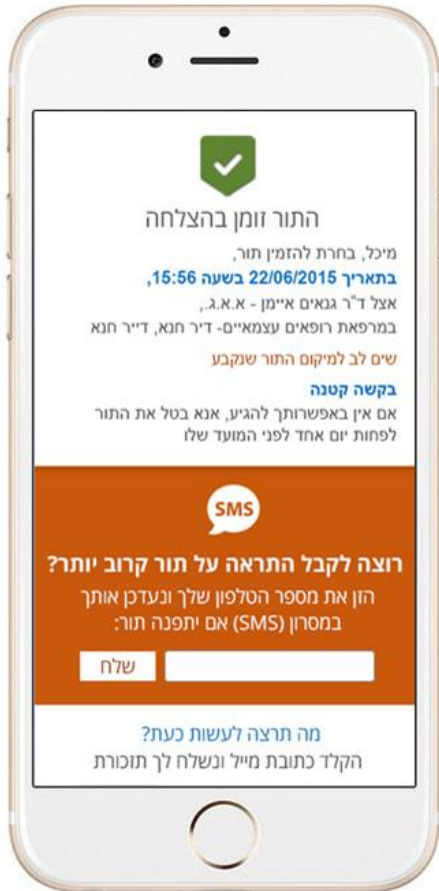 התור זומן בהצלחה
מיכל, בחרת להזמין תור,
בתאריך 22/06/2015 בשעה 15:56,
אצל ד"ר גנאים איימן - א.א.ג.,
במרפאת רופאים עצמאיים- דיר חנא, דייר חנא
שים לב למיקום התור שנקבע
בקשה קטנה
אם אין באפשרותך להגיע, אנא בטל את התור
לפחות יום אחד לפני המועד שלו
SMS
רוצה לקבל התראה על תור קרוב יותר?
הזן את מספר הטלפון שלך ונעדכן אותך
במסרון (SMS) אם יתפנה תור:
שלח
מה תרצה לעשות כעת?
הקלד כתובת מייל ונשלח לך תזכורת